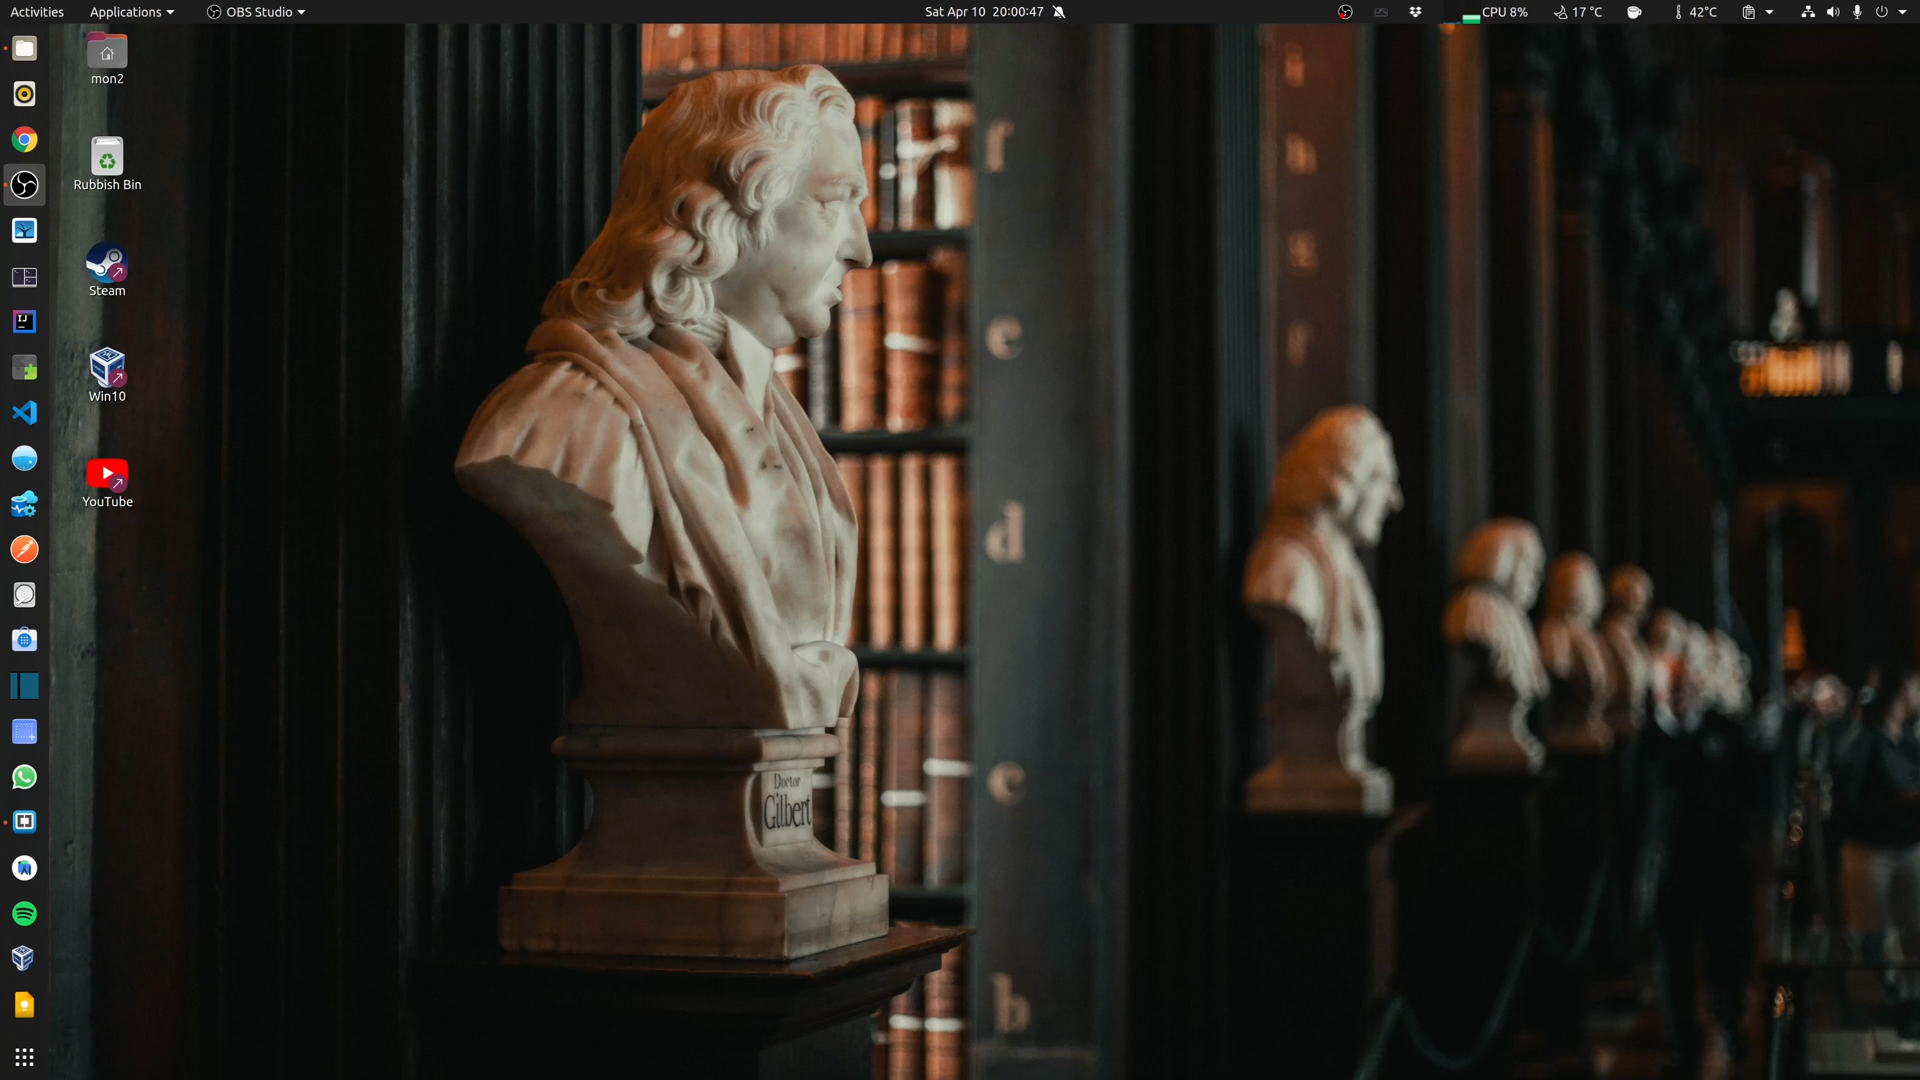 Activities
Applications
OBS Studio
Sat Apr 10 20:00:47
CPU 8%
17 °C
42°C
mon2
Rubbish Bin
Steam
Win10
YouTube
IJ
Doctor
Gilbert
f
e
d
c
b
h
g
f